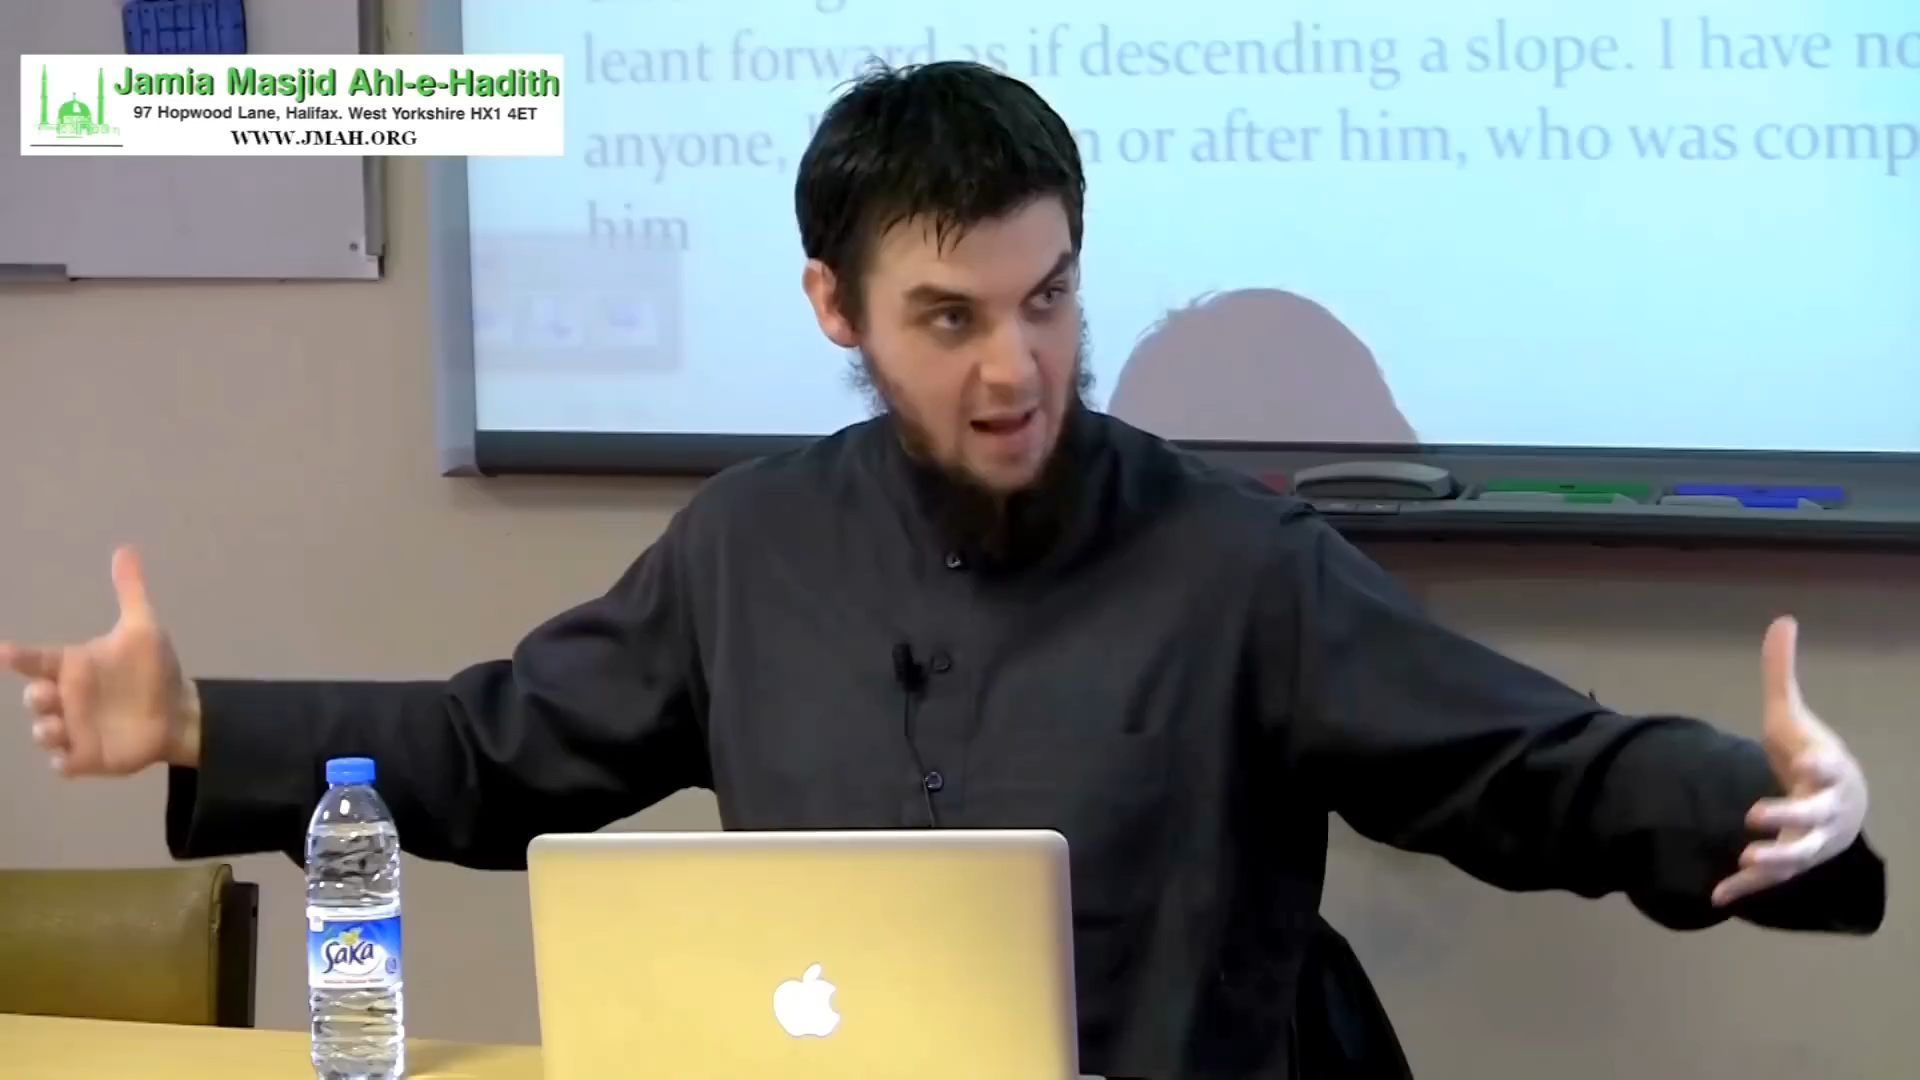 Jamia Masjid Ahl-e-Hadith
97 Hopwood Lane, Halifax. West Yorkshire HX1 4ET
WWW.JMAH.ORG
leant forward as if descending a slope. I have no
anyone, or after him, who was comp
him
Saka